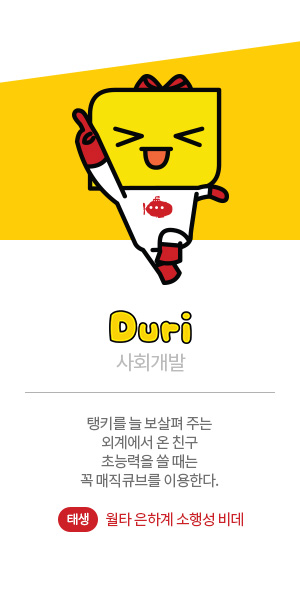 Duri
사회개발
탱키를 늘 보살펴 주는
외계에서 온 친구
초능력을 쓸 때는
꼭 매직큐브를 이용한다.
태생 월타 은하계 소행성 비데